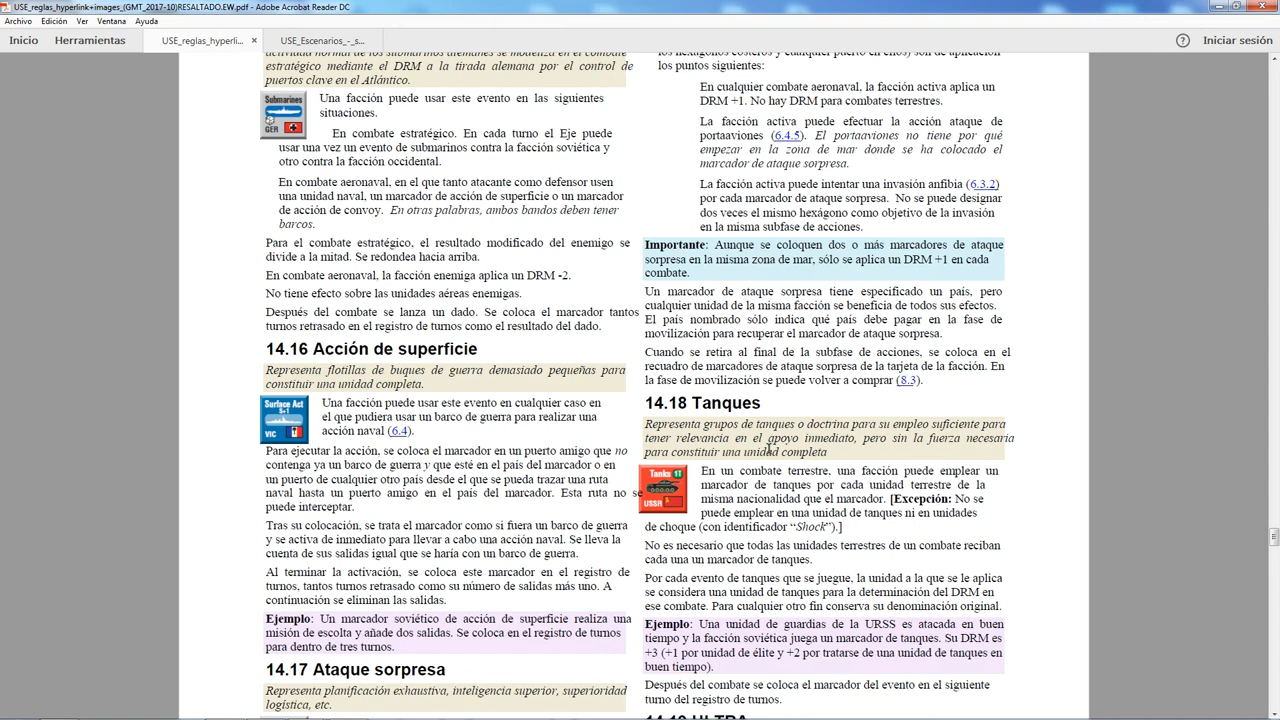 USE_reglas_hyperlink+images_(GMT_2017-10)RESALTADO.EW.pdf - Adobe Acrobat Reader DC
Archivo Edición Ver Ventana Ayuda
Inicio Herramientas USE_reglas_hyperli... × USE_Escenarios_-_s... Iniciar sesión
actividad normal de los submarinos alemanes se modeliza en el combate
estratégico mediante el DRM a la tirada alemana por el control de
puertos clave en el Atlántico.
Submarines
GER
Una facción puede usar este evento en las siguientes
situaciones.
En combate estratégico. En cada turno el Eje puede
usar una vez un evento de submarinos contra la facción soviética y
otro contra la facción occidental.
En combate aeronaval, en el que tanto atacante como defensor usen
una unidad naval, un marcador de acción de superficie o un marcador
de acción de convoy. En otras palabras, ambos bandos deben tener
barcos.
Para el combate estratégico, el resultado modificado del enemigo se
divide a la mitad. Se redondea hacia arriba.
En combate aeronaval, la facción enemiga aplica un DRM -2.
No tiene efecto sobre las unidades aéreas enemigas.
Después del combate se lanza un dado. Se coloca el marcador tantos
turnos retrasado en el registro de turnos como el resultado del dado.
14.16 Acción de superficie
Representa flotillas de buques de guerra demasiado pequeñas para
constituir una unidad completa.
Surface Act
S+1
VIC
Una facción puede usar este evento en cualquier caso en
el que pudiera usar un barco de guerra para realizar una
acción naval (6.4).
Para ejecutar la acción, se coloca el marcador en un puerto amigo que no
contenga ya un barco de guerra y que esté en el país del marcador o en
un puerto de cualquier otro país desde el que se pueda trazar una ruta
naval hasta un puerto amigo en el país del marcador. Esta ruta no se
puede interceptar.
Tras su colocación, se trata el marcador como si fuera un barco de guerra
y se activa de inmediato para llevar a cabo una acción naval. Se lleva la
cuenta de sus salidas igual que se haría con un barco de guerra.
Al terminar la activación, se coloca este marcador en el registro de
turnos, tantos turnos retrasado como su número de salidas más uno. A
continuación se eliminan las salidas.
Ejemplo: Un marcador soviético de acción de superficie realiza una
misión de escolta y añade dos salidas. Se coloca en el registro de turnos
para dentro de tres turnos.
14.17 Ataque sorpresa
Representa planificación exhaustiva, inteligencia superior, superioridad
logística, etc.
los hexágonos costeros y cualquier puerto en ellos) son de aplicación
los puntos siguientes:
En cualquier combate aeronaval, la facción activa aplica un
DRM +1. No hay DRM para combates terrestres.
La facción activa puede efectuar la acción ataque de
portaaviones (6.4.5). El portaaviones no tiene por qué
empezar en la zona de mar donde se ha colocado el
marcador de ataque sorpresa.
La facción activa puede intentar una invasión anfibia (6.3.2)
por cada marcador de ataque sorpresa. No se puede designar
dos veces el mismo hexágono como objetivo de la invasión
en la misma subfase de acciones.
Importante: Aunque se coloquen dos o más marcadores de ataque
sorpresa en la misma zona de mar, sólo se aplica un DRM +1 en cada
combate.
Un marcador de ataque sorpresa tiene especificado un país, pero
cualquier unidad de la misma facción se beneficia de todos sus efectos.
El país nombrado sólo indica qué país debe pagar en la fase de
movilización para recuperar el marcador de ataque sorpresa.
Cuando se retira al final de la subfase de acciones, se coloca en el
recuadro de marcadores de ataque sorpresa de la tarjeta de la facción. En
la fase de movilización se puede volver a comprar (8.3).
14.18 Tanques
Representa grupos de tanques o doctrina para su empleo suficiente para
tener relevancia en el apoyo inmediato, pero sin la fuerza necesaria
para constituir una unidad completa
Tanks 1T
USSR
En un combate terrestre, una facción puede emplear un
marcador de tanques por cada unidad terrestre de la
misma nacionalidad que el marcador. [Excepción: No se
puede emplear en una unidad de tanques ni en unidades
de choque (con identificador “Shock”).]
No es necesario que todas las unidades terrestres de un combate reciban
cada una un marcador de tanques.
Por cada evento de tanques que se juegue, la unidad a la que se le aplica
se considera una unidad de tanques para la determinación del DRM en
ese combate. Para cualquier otro fin conserva su denominación original.
Ejemplo: Una unidad de guardias de la URSS es atacada en buen
tiempo y la facción soviética juega un marcador de tanques. Su DRM es
+3 (+1 por unidad de élite y +2 por tratarse de una unidad de tanques en
buen tiempo).
Después del combate se coloca el marcador del evento en el siguiente
turno del registro de turnos.
14.19 ULTRA